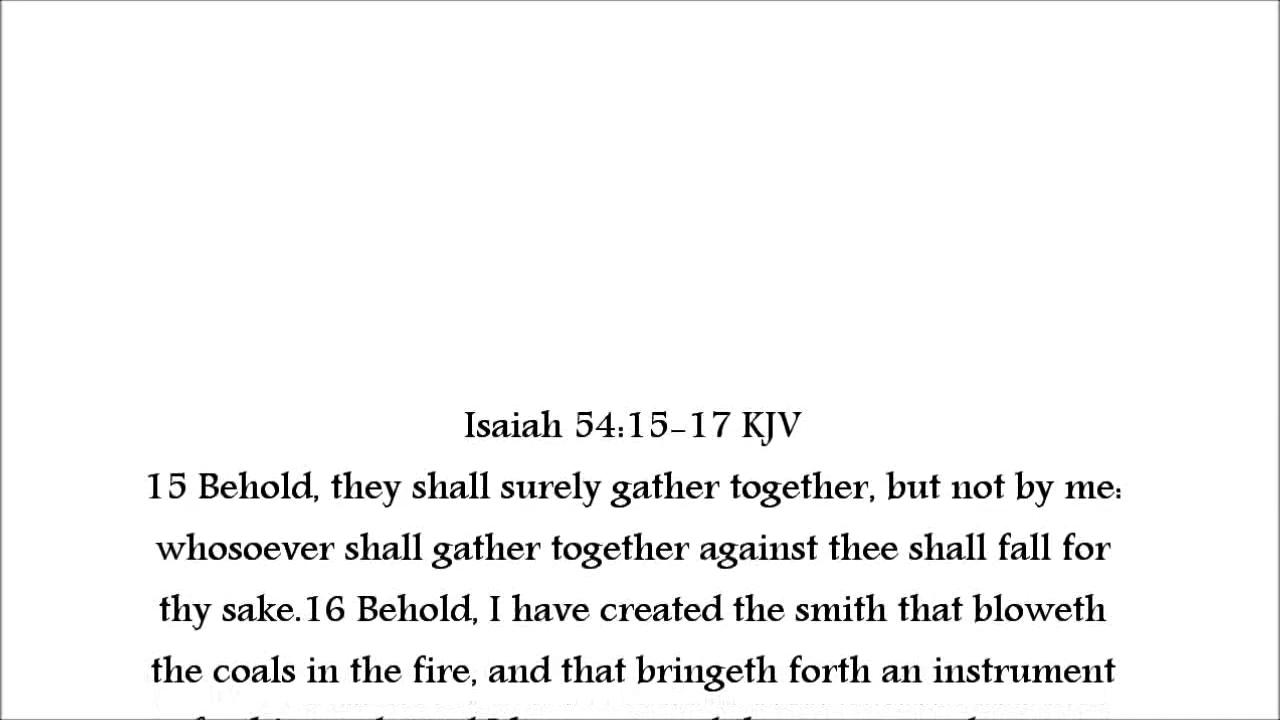 Isaiah 54:15-17 KJV
15 Behold, they shall surely gather together, but not by me:
whosoever shall gather together against thee shall fall for
thy sake.16 Behold, I have created the smith that bloweth
the coals in the fire, and that bringeth forth an instrument